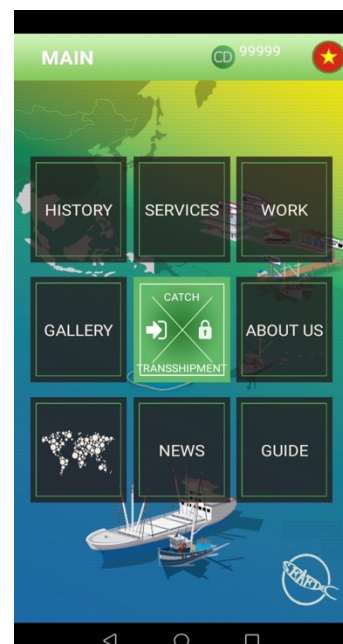 MAIN
CD 99999
HISTORY
SERVICES
WORK
GALLERY
CATCH
TRANSSHIPMENT
ABOUT US
NEWS
GUIDE